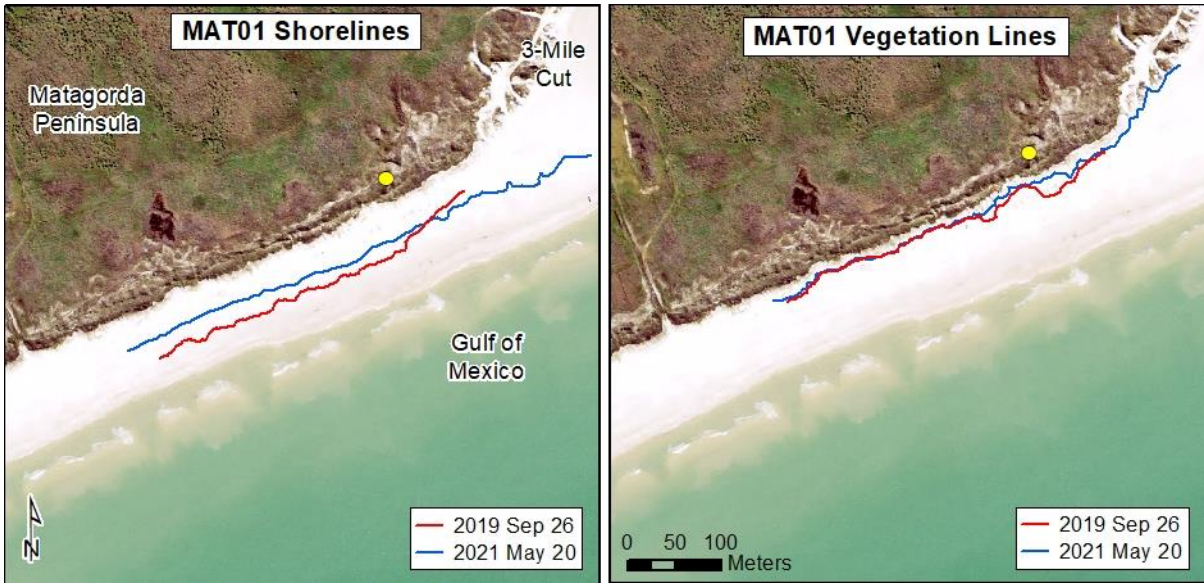 MAT01 Shorelines
3-Mile
Cut
Matagorda
Peninsula
Gulf of
Mexico
N
2019 Sep 26
2021 May 20
MAT01 Vegetation Lines
0 50 100
Meters
2019 Sep 26
2021 May 20